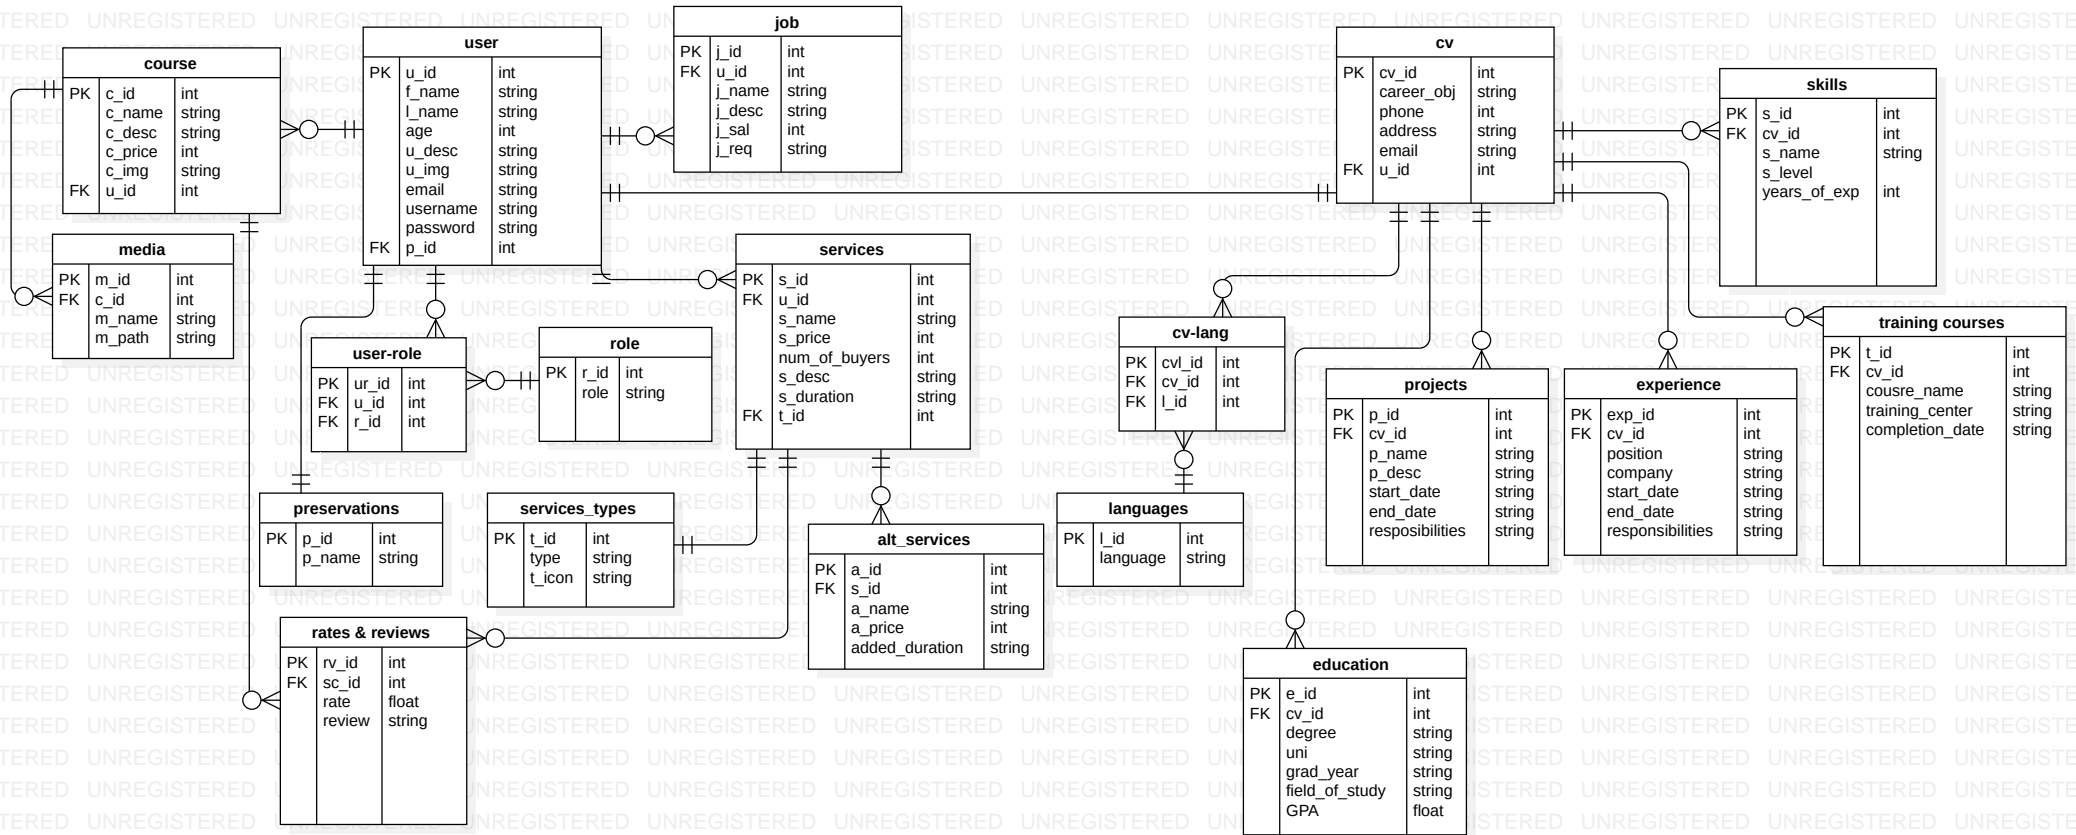 course
PK c_id int
c_name string
c_desc string
c_price int
c_img string
FK u_id int
user
PK u_id int
f_name string
l_name string
age int
u_desc string
u_img string
email string
username string
password string
FK p_id int
job
PK j_id int
FK u_id int
j_name string
j_desc string
j_sal int
j_req string
cv
PK cv_id int
career_obj string
phone int
address string
email string
FK u_id int
skills
PK s_id int
FK cv_id int
s_name string
s_level
years_of_exp int
media
PK m_id int
FK c_id int
m_name string
m_path string
services
PK s_id int
FK u_id int
s_name string
s_price int
num_of_buyers int
s_desc string
s_duration string
FK t_id int
user-role
PK ur_id int
FK u_id int
FK r_id int
role
PK r_id int
role string
cv-lang
PK cvl_id int
FK cv_id int
FK l_id int
projects
PK p_id int
FK cv_id int
p_name string
p_desc string
start_date string
end_date string
resposibilities string
experience
PK exp_id int
FK cv_id int
position string
company string
start_date string
end_date string
responsibilities string
training courses
PK t_id int
FK cv_id int
cousre_name string
training_center string
completion_date string
preservations
PK p_id int
p_name string
services_types
PK t_id int
type string
t_icon string
alt_services
PK a_id int
FK s_id int
a_name string
a_price int
added_duration string
languages
PK l_id int
language string
rates & reviews
PK rv_id int
FK sc_id int
rate float
review string
education
PK e_id int
FK cv_id int
degree string
uni string
grad_year string
field_of_study string
GPA float
UNREGISTERED